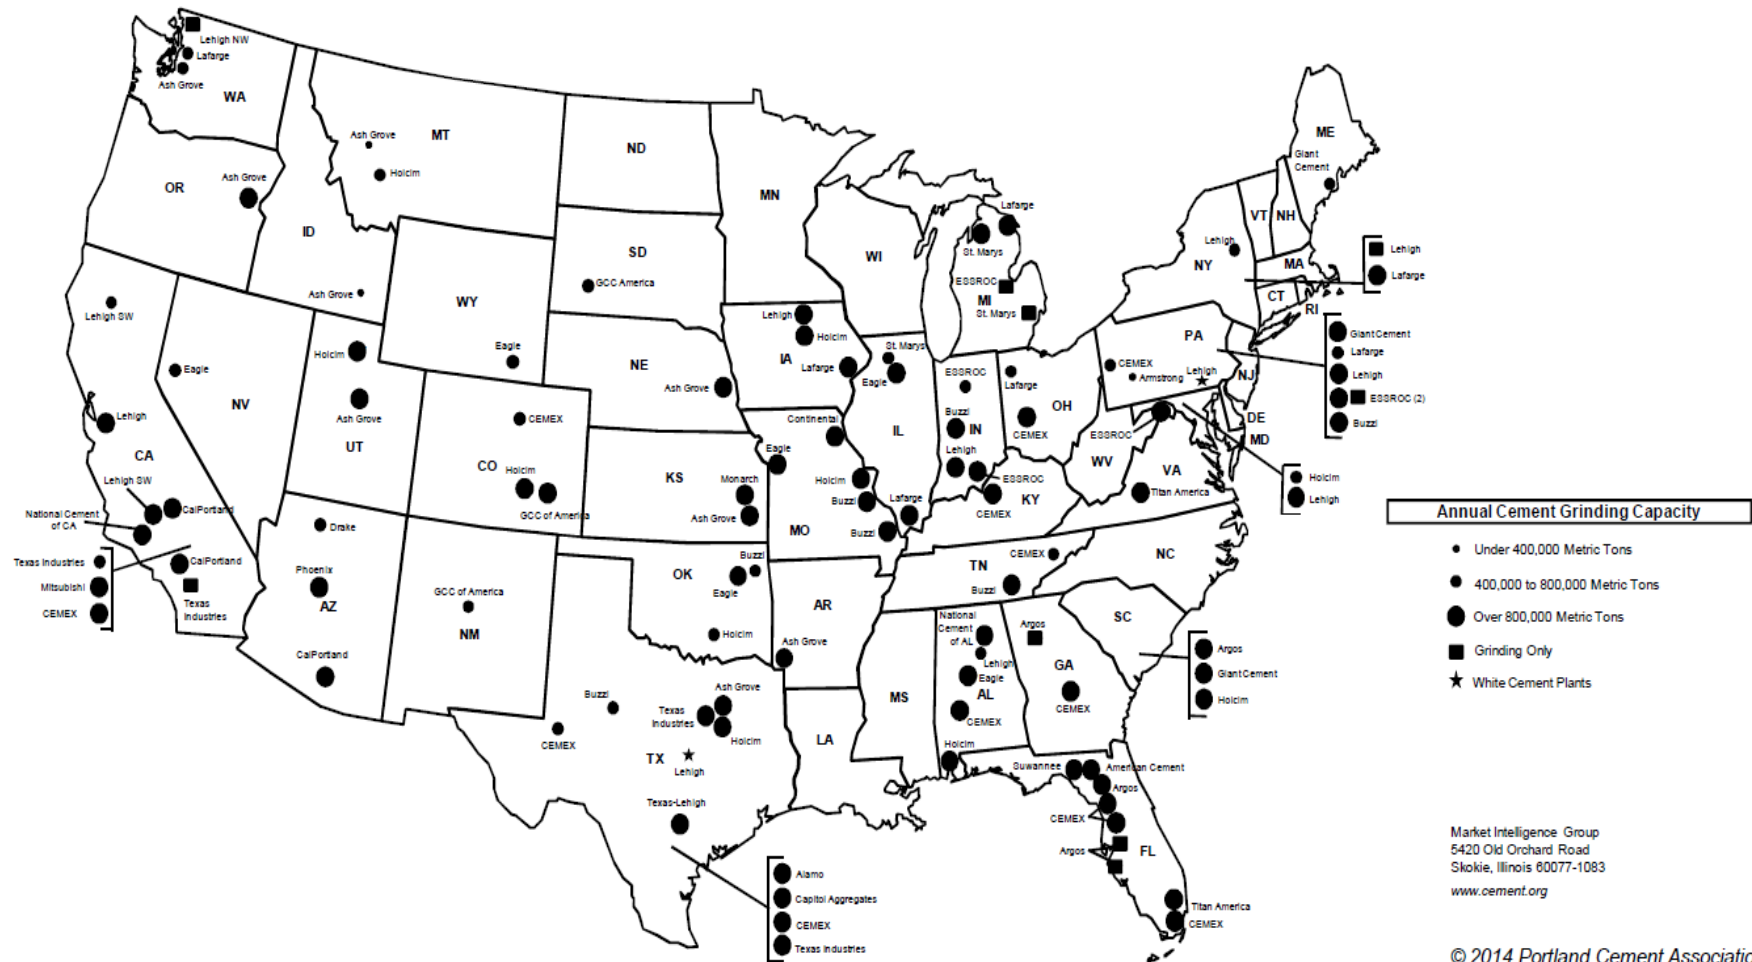 Lehigh NW
Lafarge
Ash Grove
WA
Ash Grove
MT
Holcim
ND
MN
ME
Giant
Cement
OR
Ash Grove
ID
Ash Grove
SD
GCC America
WI
Lafarge
St. Marys
ESSROC
MI
St. Marys
VT
NH
Lehigh
NY
MA
CT
RI
Lehigh
Lafarge
Lehigh SW
Eagle
NV
Lehigh
CA
Lehigh SW
CalPortland
National Cement
of CA
Texas Industries
Mitsubishi
CEMEX
CalPortland
Texas
Industries
WY
Eagle
Holcim
Ash Grove
UT
CEMEX
CO
Holcim
GCC of America
NE
Ash Grove
Lehigh
Holcim
IA
Lafarge
St. Marys
Eagle
IL
ESSROC
Buzzi
IN
Lehigh
ESSROC
Lafarge
OH
CEMEX
PA
CEMEX
Armstrong
Lehigh
NJ
DE
MD
Giant Cement
Lafarge
Lehigh
ESSROC (2)
Buzzi
ESSROC
WV
VA
Titan America
Holcim
Lehigh
KY
CEMEX
KS
Monarch
Ash Grove
Continental
Eagle
Holcim
Buzzi
MO
Buzzi
Lafarge
Drake
Phoenix
AZ
CalPortland
GCC of America
NM
OK
Buzzi
Eagle
Holcim
AR
Ash Grove
TN
CEMEX
Buzzi
NC
SC
Argos
Giant Cement
Holcim
National
Cement
of AL
Lehigh
Eagle
AL
CEMEX
Holcim
Argos
GA
CEMEX
MS
LA
Buzzi
CEMEX
Ash Grove
Texas
Industries
Holcim
TX
Lehigh
Texas-Lehigh
Alamo
Capitol Aggregates
CEMEX
Texas Industries
Suwannee
American Cement
Argos
CEMEX
Argos
FL
Titan America
CEMEX
Annual Cement Grinding Capacity
Under 400,000 Metric Tons
400,000 to 800,000 Metric Tons
Over 800,000 Metric Tons
Grinding Only
White Cement Plants
Market Intelligence Group
5420 Old Orchard Road
Skokie, Illinois 60077-1083
www.cement.org
© 2014 Portland Cement Associatio